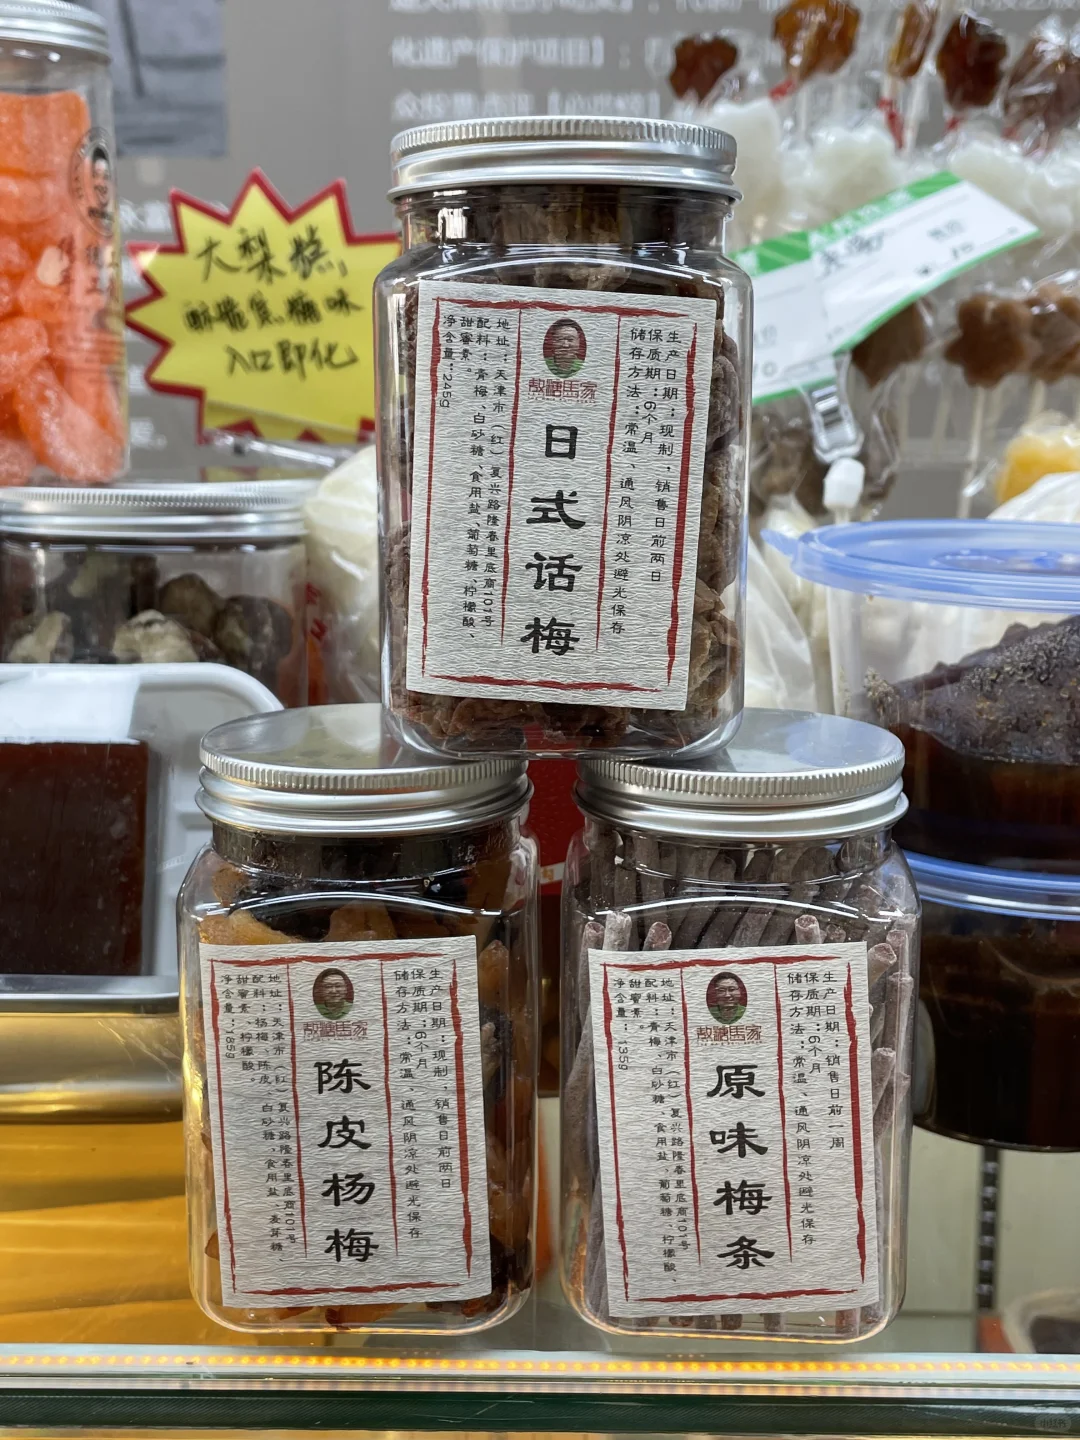 化遗产保护项目】
大梨糕,
酥脆焦糖味
入口即化
生产日期:现制,销售日前两日
保质期:6个月
储存方法:常温、通风阴凉处避光保存
熬糖马家
日式话梅
地址:天津市(红)复兴路隆春里底商101号
配料:青梅、白砂糖、食用盐、葡萄糖、柠檬酸、
甜蜜素。
净含量:245g
生产日期:现制,销售日前两日
保质期:6个月
储存方法:常温、通风阴凉处避光保存
熬糖马家
陈皮杨梅
地址:天津市(红)复兴路隆春里底商101号
配料:杨梅、陈皮、白砂糖、食用盐、麦芽糖、
甜蜜素、柠檬酸。
净含量:185g
生产日期:销售日前一周
保质期:6个月
储存方法:常温、通风阴凉处避光保存
熬糖马家
原味梅条
地址:天津市(红)复兴路隆春里底商101号
配料:青梅、白砂糖、食用盐、葡萄糖、柠檬酸、
甜蜜素。
净含量:135g